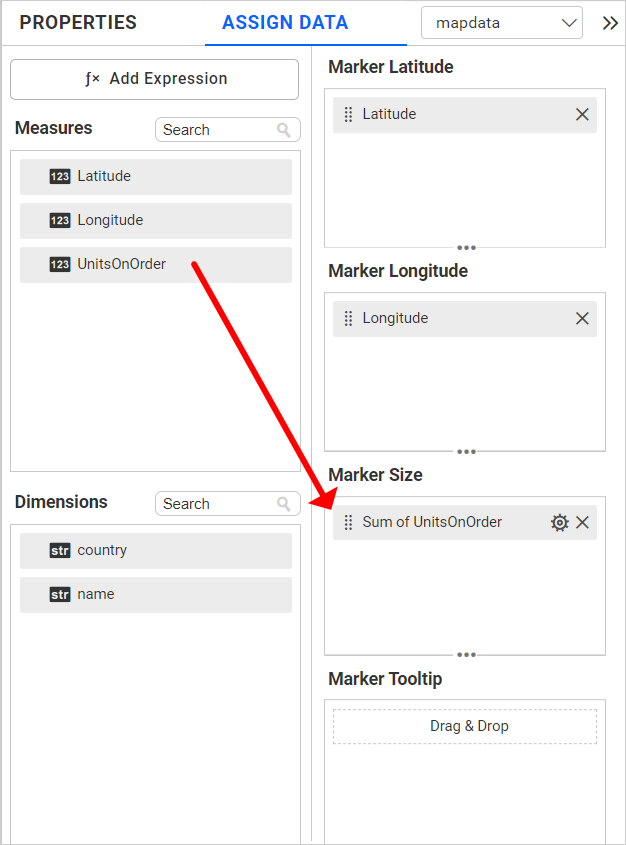 PROPERTIES
ASSIGN DATA
mapdata
ƒ× Add Expression
Measures
Search
123 Latitude
123 Longitude
123 UnitsOnOrder
Dimensions
Search
str country
str name
Marker Latitude
Latitude
Marker Longitude
Longitude
Marker Size
Sum of UnitsOnOrder
Marker Tooltip
Drag & Drop